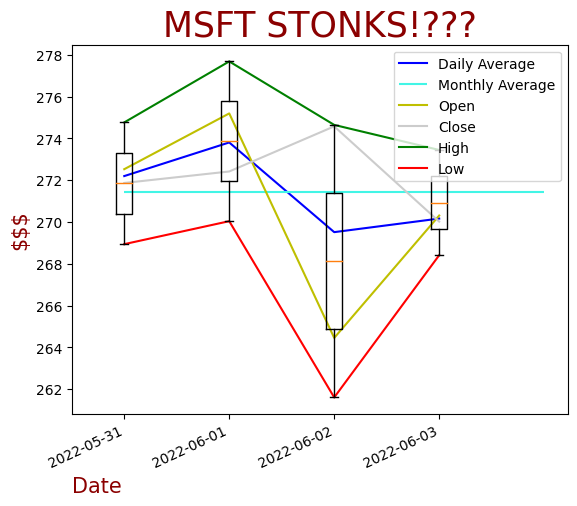 MSFT STONKS!???
278
276
274
272
270
268
266
264
262
$$$
Daily Average
Monthly Average
Open
Close
High
Low
2022-05-31
2022-06-01
2022-06-02
2022-06-03
Date